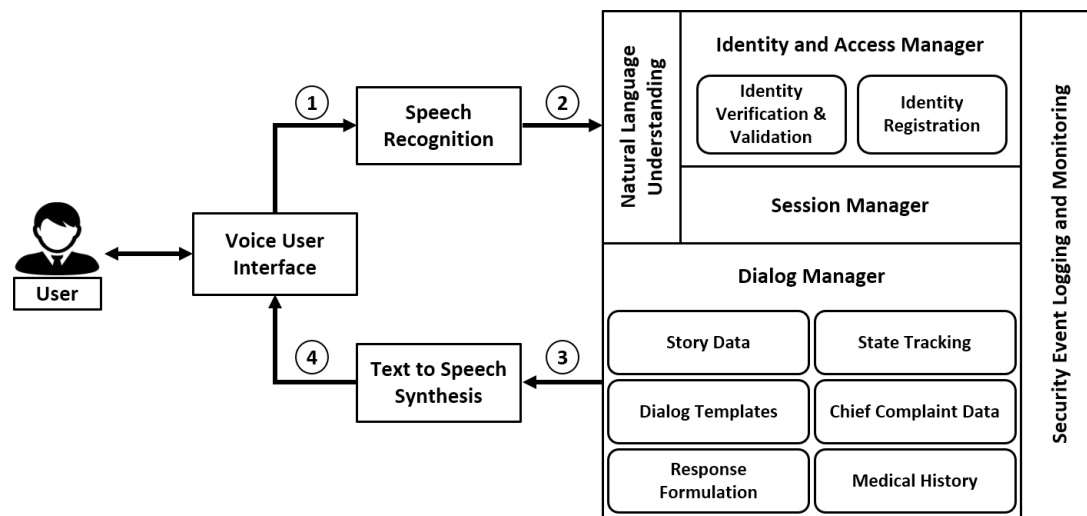 User
Voice User
Interface
1
Speech
Recognition
2
Natural Language
Understanding
Identity and Access Manager
Identity
Verification &
Validation
Identity
Registration
Session Manager
Dialog Manager
Story Data
State Tracking
Dialog Templates
Chief Complaint Data
Response
Formulation
Medical History
Security Event Logging and Monitoring
3
Text to Speech
Synthesis
4